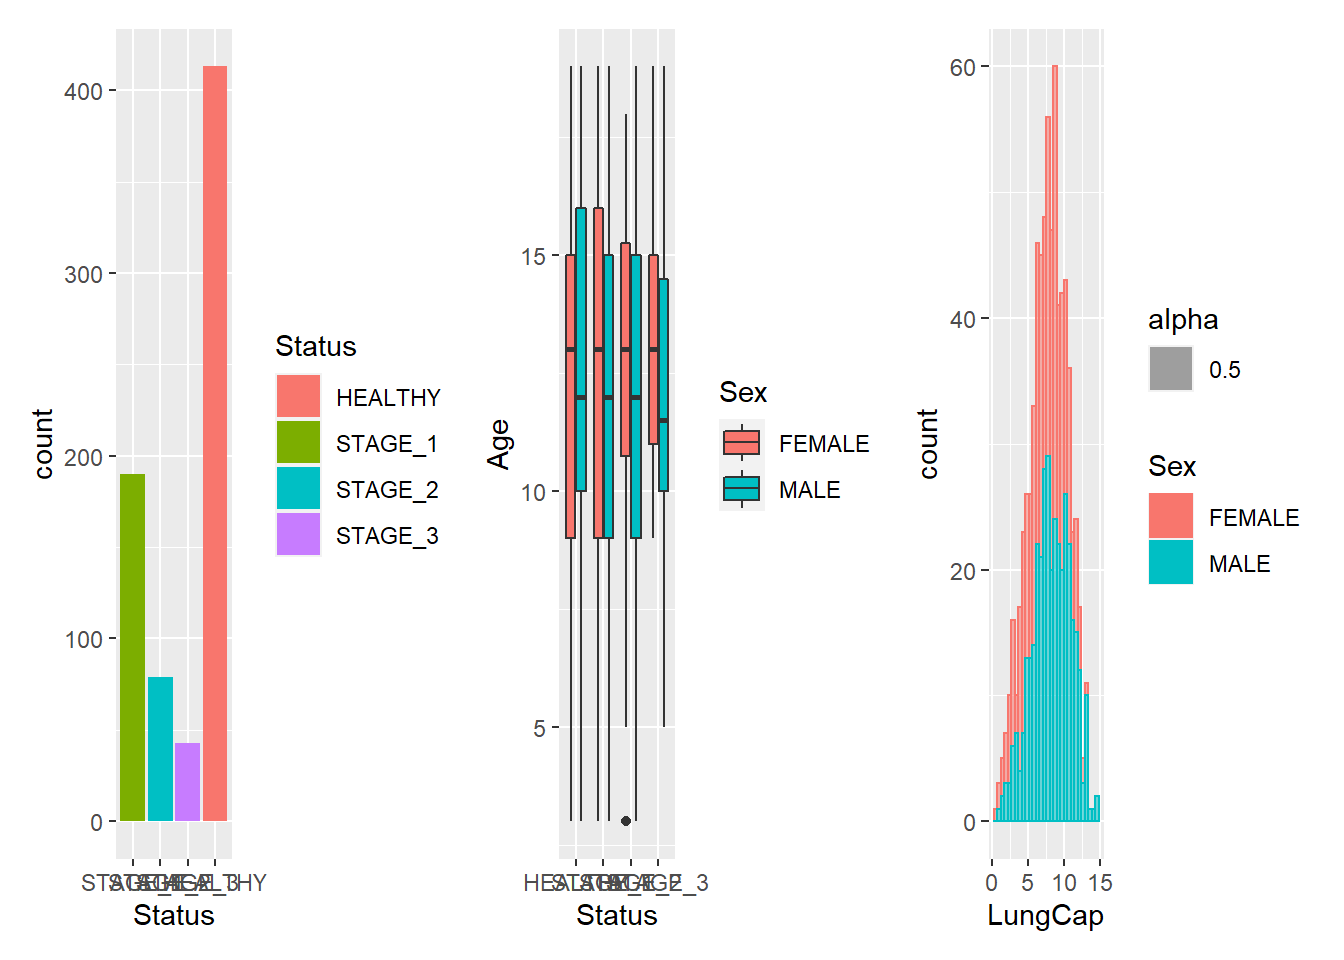 count
400
300
200
100
0
Status
Status
HEALTHY
STAGE_1
STAGE_2
STAGE_3
Age
15
10
5
Status
Sex
FEMALE
MALE
count
60
40
20
0
0 5 10 15
LungCap
alpha
0.5
Sex
FEMALE
MALE